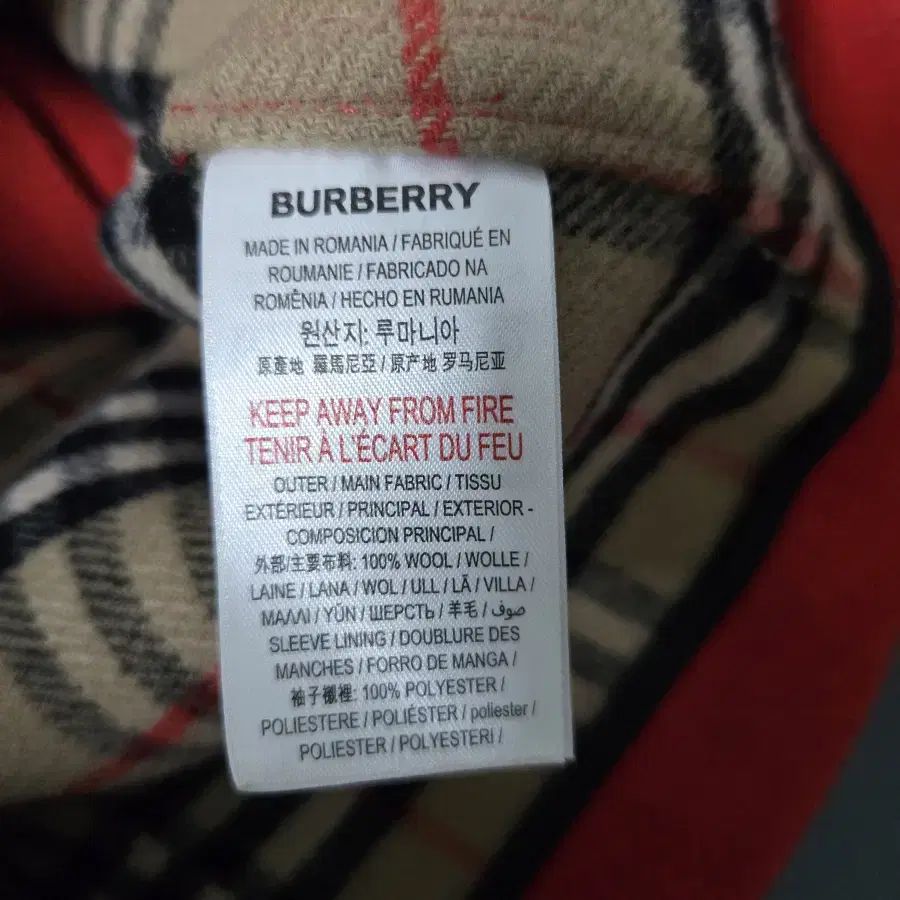 BURBERRY
MADE IN ROMANIA / FABRIQUÉ EN
ROUMANIE / FABRICADO NA
ROMÊNIA / HECHO EN RUMANIA
원산지: 루마니아
原產地 羅馬尼亞 / 原产地 罗马尼亚
KEEP AWAY FROM FIRE
TENIR À L'ÉCART DU FEU
OUTER / MAIN FABRIC / TISSU
EXTÉRIEUR / PRINCIPAL / EXTERIOR -
COMPOSICION PRINCIPAL /
外部/主要布料: 100% WOOL / WOLLE /
LAINE / LANA / WOL / ULL / LÃ / VILLA /
ΜΑΛΛΙ / YÜN / ШЕРСТЬ / 羊毛 / صوف
SLEEVE LINING / DOUBLURE DES
MANCHES / FORRO DE MANGA /
袖子襯裡: 100% POLYESTER /
POLIESTERE / POLIÉSTER / poliester /
POLIESTER / POLYESTERI /